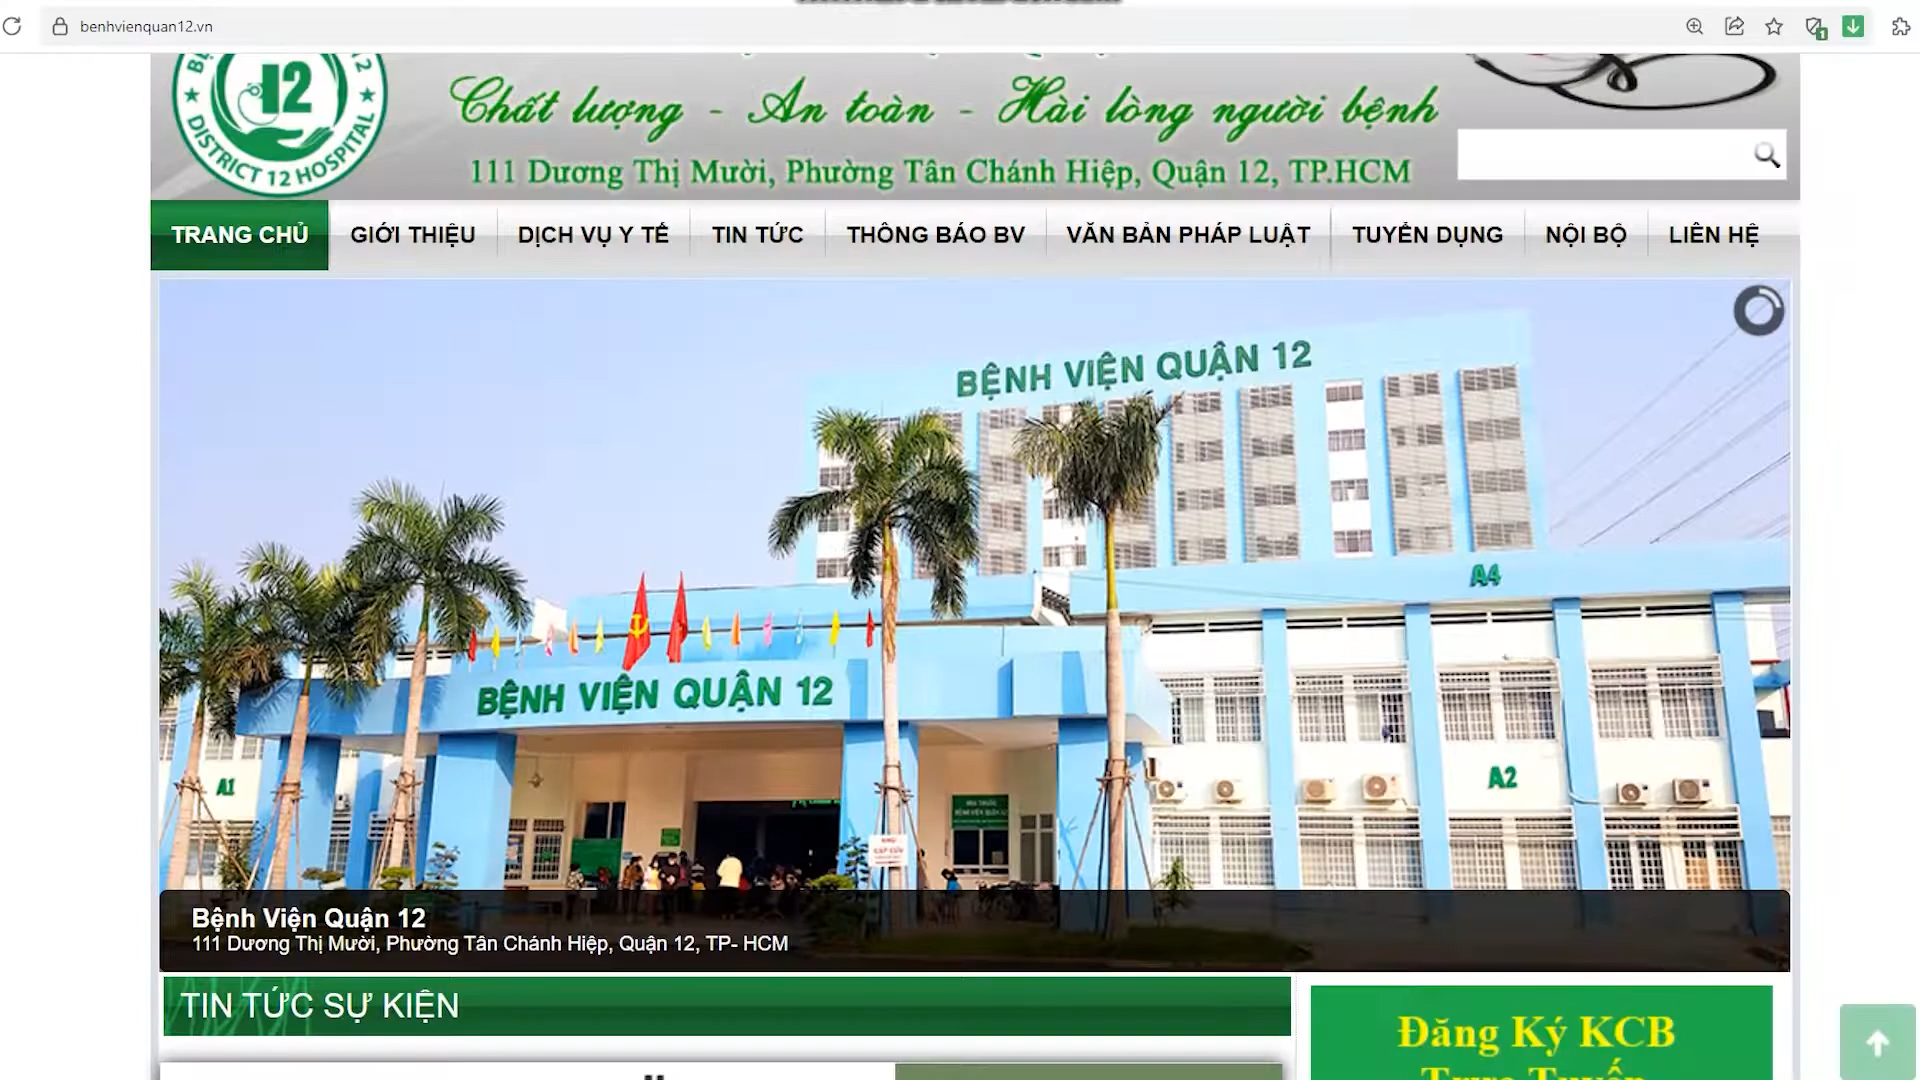 benhvienquan12.vn
12
DISTRICT 12 HOSPITAL
Chất lượng - An toàn - Hài lòng người bệnh
111 Dương Thị Mười, Phường Tân Chánh Hiệp, Quận 12, TP.HCM
TRANG CHỦ GIỚI THIỆU DỊCH VỤ Y TẾ TIN TỨC THÔNG BÁO BV VĂN BẢN PHÁP LUẬT TUYỂN DỤNG NỘI BỘ LIÊN HỆ
BỆNH VIỆN QUẬN 12
A4
BỆNH VIỆN QUẬN 12
A1
A2
Bệnh Viện Quận 12
111 Dương Thị Mười, Phường Tân Chánh Hiệp, Quận 12, TP- HCM
TIN TỨC SỰ KIỆN
Đăng Ký KCB
Trực Tuyến